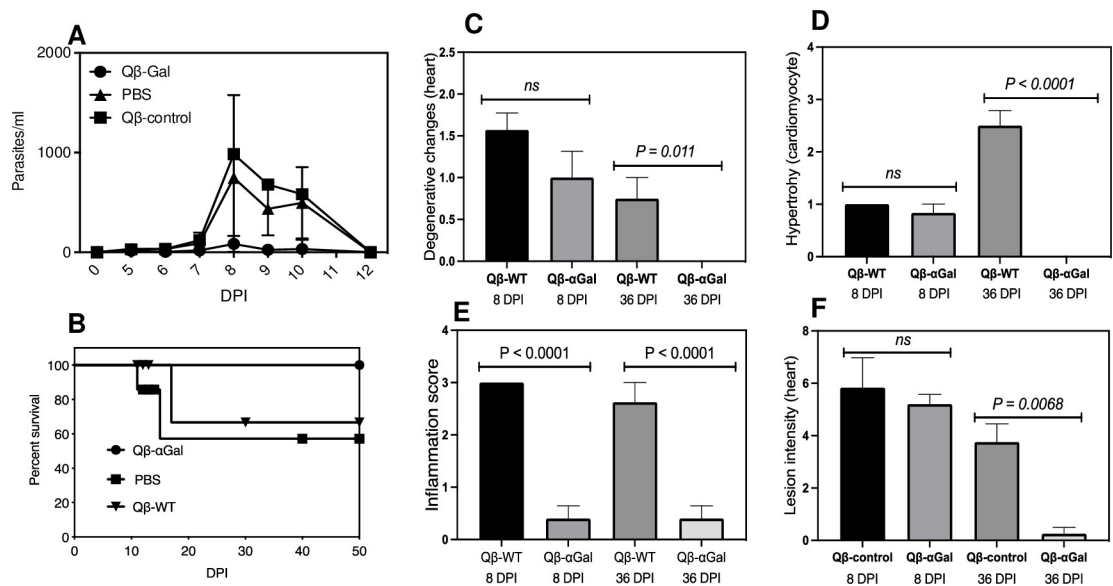 A
2000
1000
0
Parasites/ml
Qβ-Gal
PBS
Qβ-control
0 5 6 7 8 9 10 11 12
DPI
B
100
80
60
40
20
0
Percent survival
Qβ-αGal
PBS
Qβ-WT
0 10 20 30 40 50
DPI
C
2.5
2.0
1.5
1.0
0.5
0.0
Degenerative changes (heart)
ns
P = 0.011
Qβ-WT Qβ-αGal Qβ-WT Qβ-αGal
8 DPI 8 DPI 36 DPI 36 DPI
D
4
3
2
1
0
Hypertrohy (cardiomyocyte)
ns
P < 0.0001
Qβ-WT Qβ-αGal Qβ-WT Qβ-αGal
8 DPI 8 DPI 36 DPI 36 DPI
E
4
3
2
1
0
Inflammation score
P < 0.0001 P < 0.0001
Qβ-WT Qβ-αGal Qβ-WT Qβ-αGal
8 DPI 8 DPI 36 DPI 36 DPI
F
8
6
4
2
0
Lesion intensity (heart)
ns
P = 0.0068
Qβ-control Qβ-αGal Qβ-control Qβ-αGal
8 DPI 8 DPI 36 DPI 36 DPI